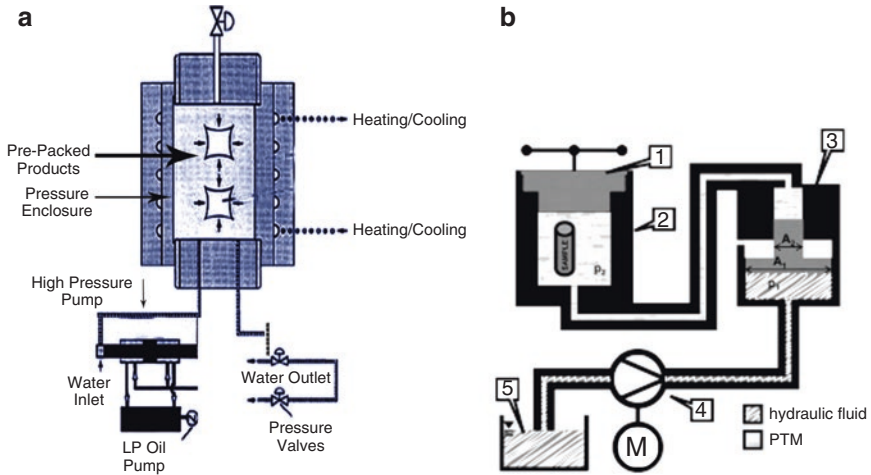 a
Heating/Cooling
Pre-Packed
Products
Pressure
Enclosure
Heating/Cooling
High Pressure
Pump
Water
Inlet
LP Oil
Pump
Water Outlet
Pressure
Valves
b
1
2
3
SAMPLE
p₂
A₂
A₁
p₁
4
5
M
hydraulic fluid
PTM